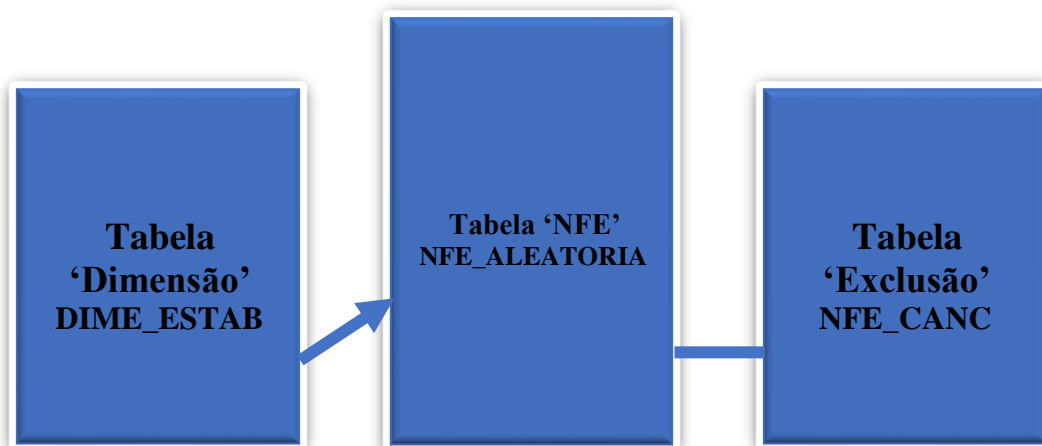 Tabela
‘Dimensão’
DIME_ESTAB
Tabela ‘NFE’
NFE_ALEATORIA
Tabela
‘Exclusão’
NFE_CANC